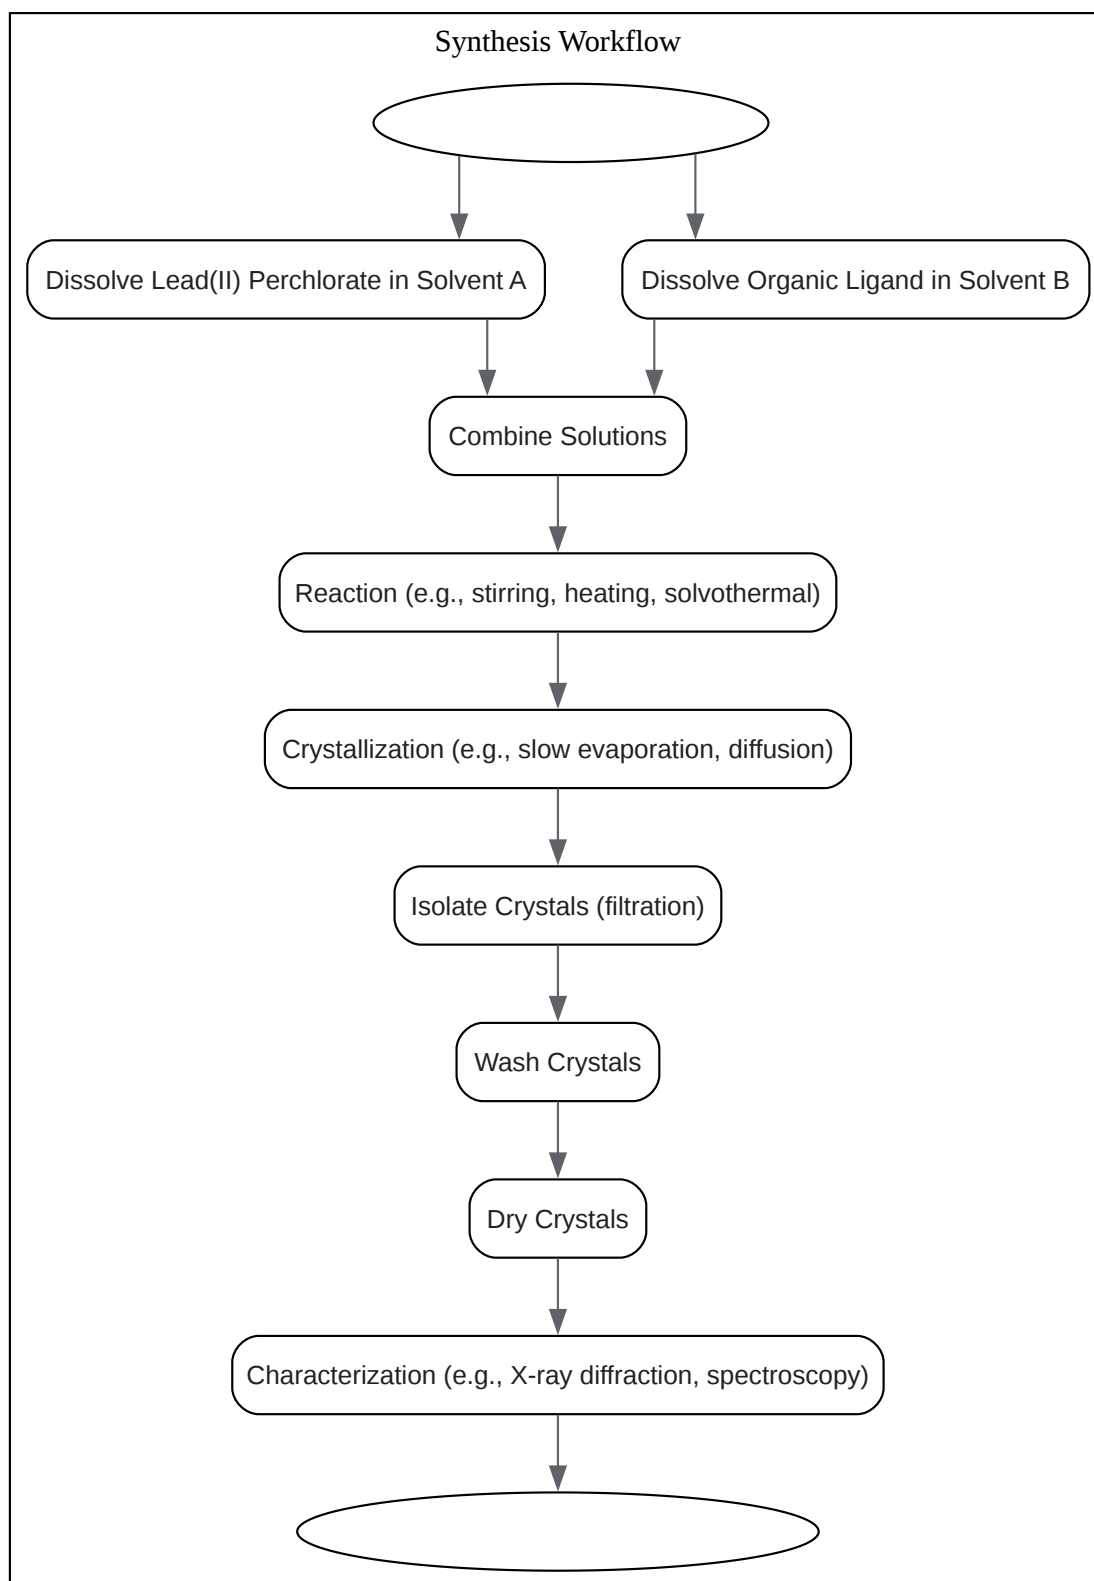 Synthesis Workflow
Dissolve Lead(II) Perchlorate in Solvent A
Dissolve Organic Ligand in Solvent B
Combine Solutions
Reaction (e.g., stirring, heating, solvothermal)
Crystallization (e.g., slow evaporation, diffusion)
Isolate Crystals (filtration)
Wash Crystals
Dry Crystals
Characterization (e.g., X-ray diffraction, spectroscopy)